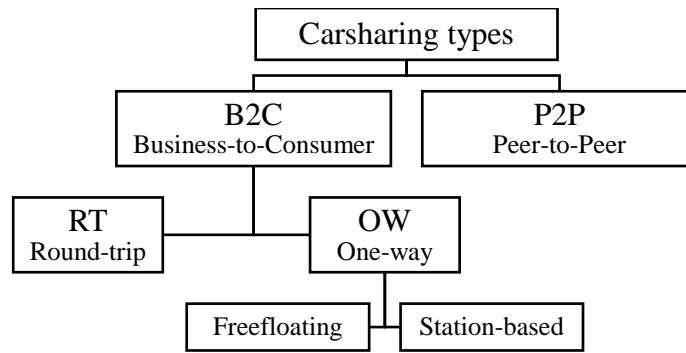 Carsharing types
B2C
Business-to-Consumer
P2P
Peer-to-Peer
RT
Round-trip
OW
One-way
Freefloating
Station-based